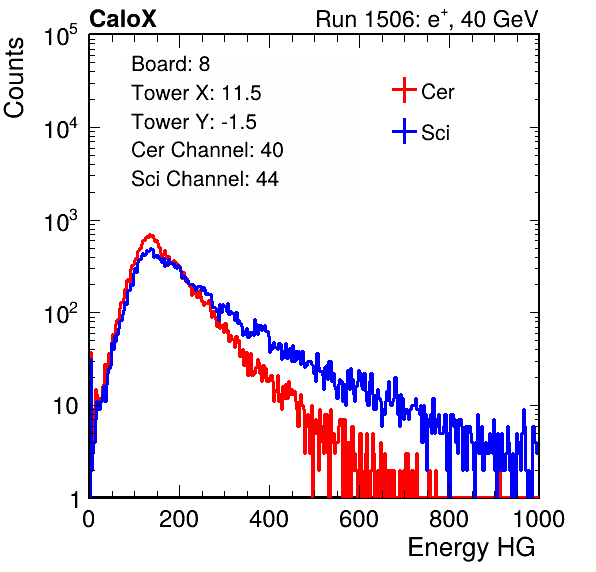 CaloX Run 1506: e⁺, 40 GeV
Counts
10⁵
10⁴
10³
10²
10
1
Board: 8
Tower X: 11.5
Tower Y: -1.5
Cer Channel: 40
Sci Channel: 44
Cer
Sci
0 200 400 600 800 1000
Energy HG